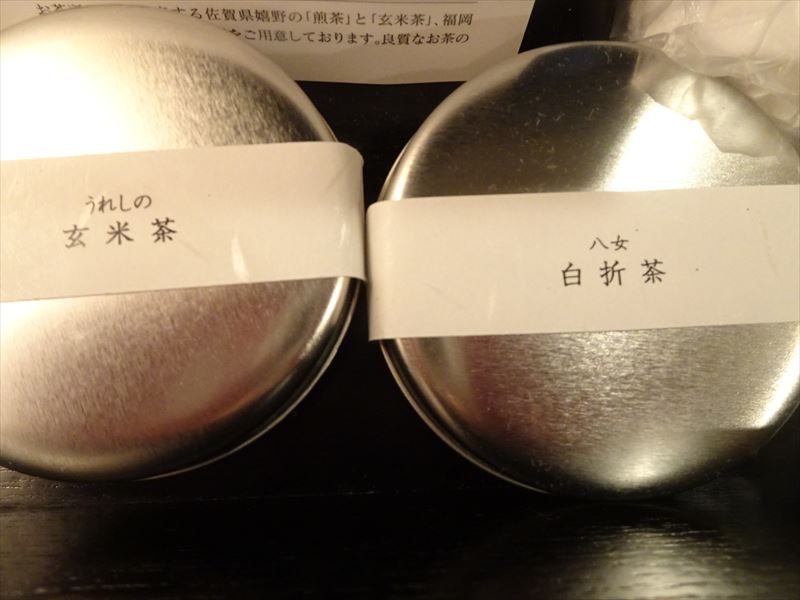 する佐賀県嬉野の「煎茶」と「玄米茶」、福岡
をご用意しております。良質なお茶の
うれしの
玄米茶
八女
白折茶